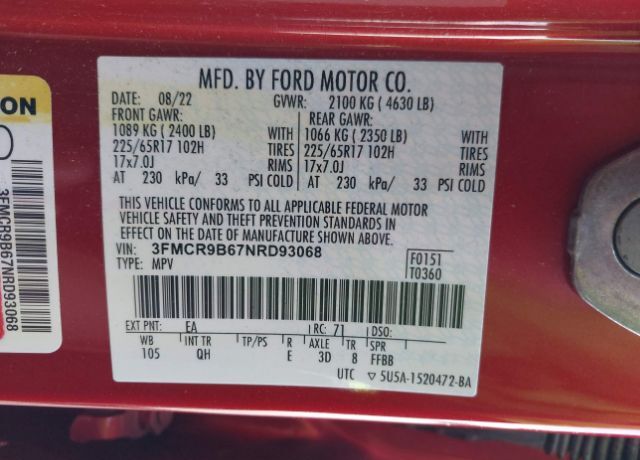 MFD. BY FORD MOTOR CO.
DATE: 08/22 GVWR: 2100 KG ( 4630 LB)
FRONT GAWR: REAR GAWR:
1089 KG ( 2400 LB) WITH 1066 KG ( 2350 LB) WITH
225/65R17 102H TIRES 225/65R17 102H TIRES
17x7.0J RIMS 17x7.0J RIMS
AT 230 kPa/ 33 PSI COLD AT 230 kPa/ 33 PSI COLD
THIS VEHICLE CONFORMS TO ALL APPLICABLE FEDERAL MOTOR
VEHICLE SAFETY AND THEFT PREVENTION STANDARDS IN
EFFECT ON THE DATE OF MANUFACTURE SHOWN ABOVE.
VIN: 3FMCR9B67NRD93068 F0151
TYPE: MPV T0360
EXT PNT: EA RC: 71 DSO:
WB INT TR TP/PS R AXLE TR SPR
105 QH E 3D 8 FFBB
UTC ▽ 5U5A-1520472-BA
ON
3FMCR9B67NRD93068